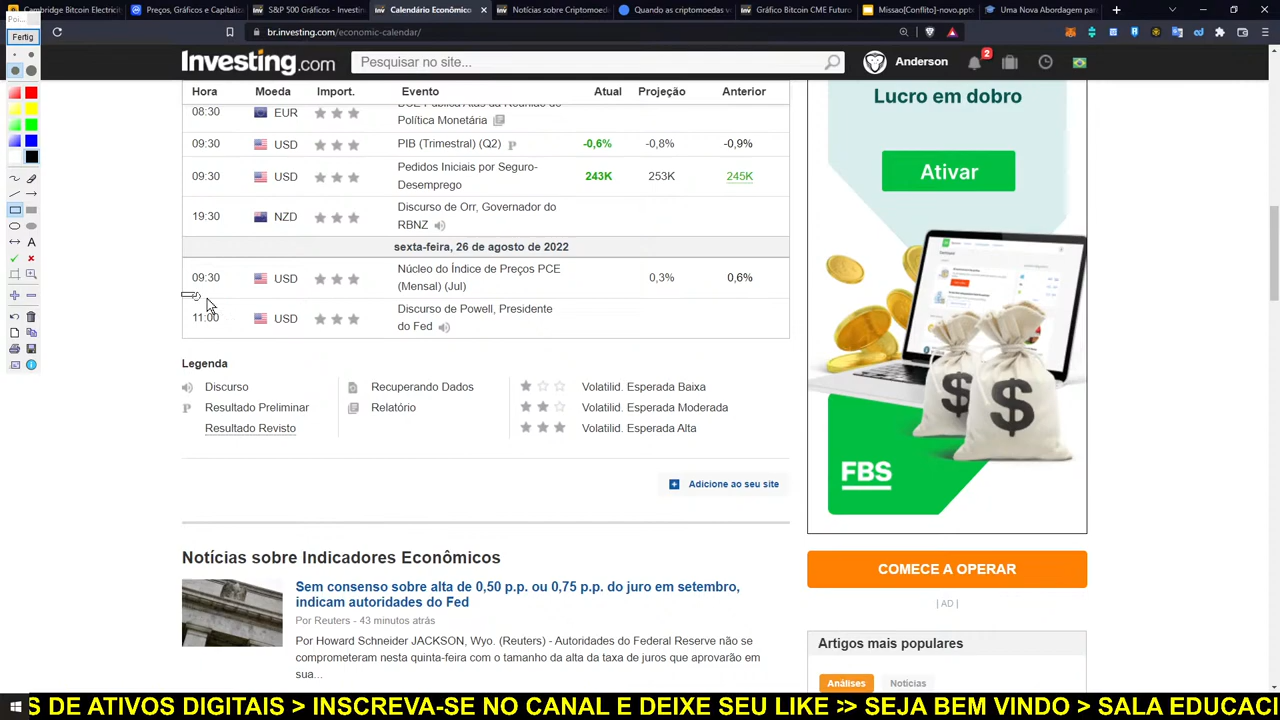 Cambridge Bitcoin Electricit
Preços, Gráficos e Capitaliz
S&P 500 Gráficos - Investin
Calendário Econômico
Notícias sobre Criptomoed
Quando as criptomoedas v
Gráfico Bitcoin CME Futuro
Missao[Conflito]-novo.pptx
Uma Nova Abordagem par
Fertig
br.investing.com/economic-calendar/
Investing.com
Pesquisar no site...
Anderson
2
Hora Moeda Import. Evento Atual Projeção Anterior
08:30 EUR BCE Publica Atas da Reunião de
Política Monetária
09:30 USD PIB (Trimestral) (Q2) P -0,6% -0,8% -0,9%
09:30 USD Pedidos Iniciais por Seguro-
Desemprego 243K 253K 245K
19:30 NZD Discurso de Orr, Governador do
RBNZ
sexta-feira, 26 de agosto de 2022
09:30 USD Núcleo do Índice de Preços PCE
(Mensal) (Jul) 0,3% 0,6%
11:00 USD Discurso de Powell, Presidente
do Fed
Legenda
Discurso
P Resultado Preliminar
Resultado Revisto
Recuperando Dados
Relatório
Volatilid. Esperada Baixa
Volatilid. Esperada Moderada
Volatilid. Esperada Alta
Adicione ao seu site
Notícias sobre Indicadores Econômicos
Sem consenso sobre alta de 0,50 p.p. ou 0,75 p.p. do juro em setembro,
indicam autoridades do Fed
Por Reuters - 43 minutos atrás
Por Howard Schneider JACKSON, Wyo. (Reuters) - Autoridades do Federal Reserve não se
comprometeram nesta quinta-feira com o tamanho da alta da taxa de juros que aprovarão em
sua...
Lucro em dobro
Ativar
$ $
FBS
COMECE A OPERAR
| AD |
Artigos mais populares
Análises Notícias
S DE ATIVOS DIGITAIS > INSCREVA-SE NO CANAL E DEIXE SEU LIKE >> SEJA BEM VINDO > SALA EDUCACI